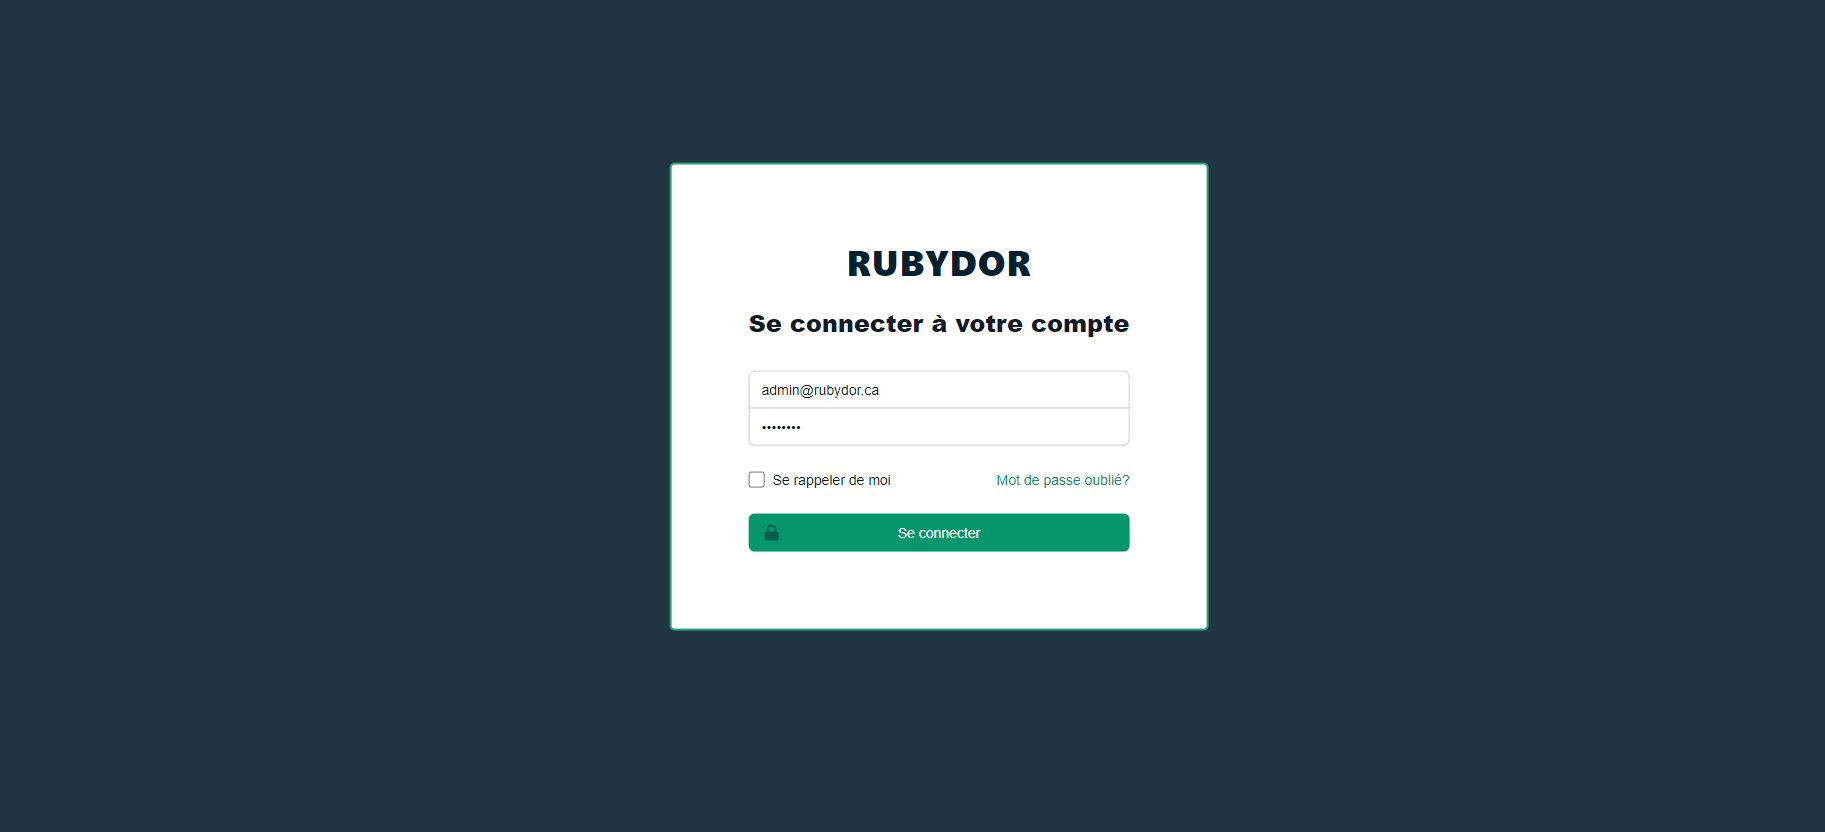 RUBYDOR
Se connecter à votre compte
admin@rubydor.ca
••••••••
Se rappeler de moi
Mot de passe oublié?
Se connecter